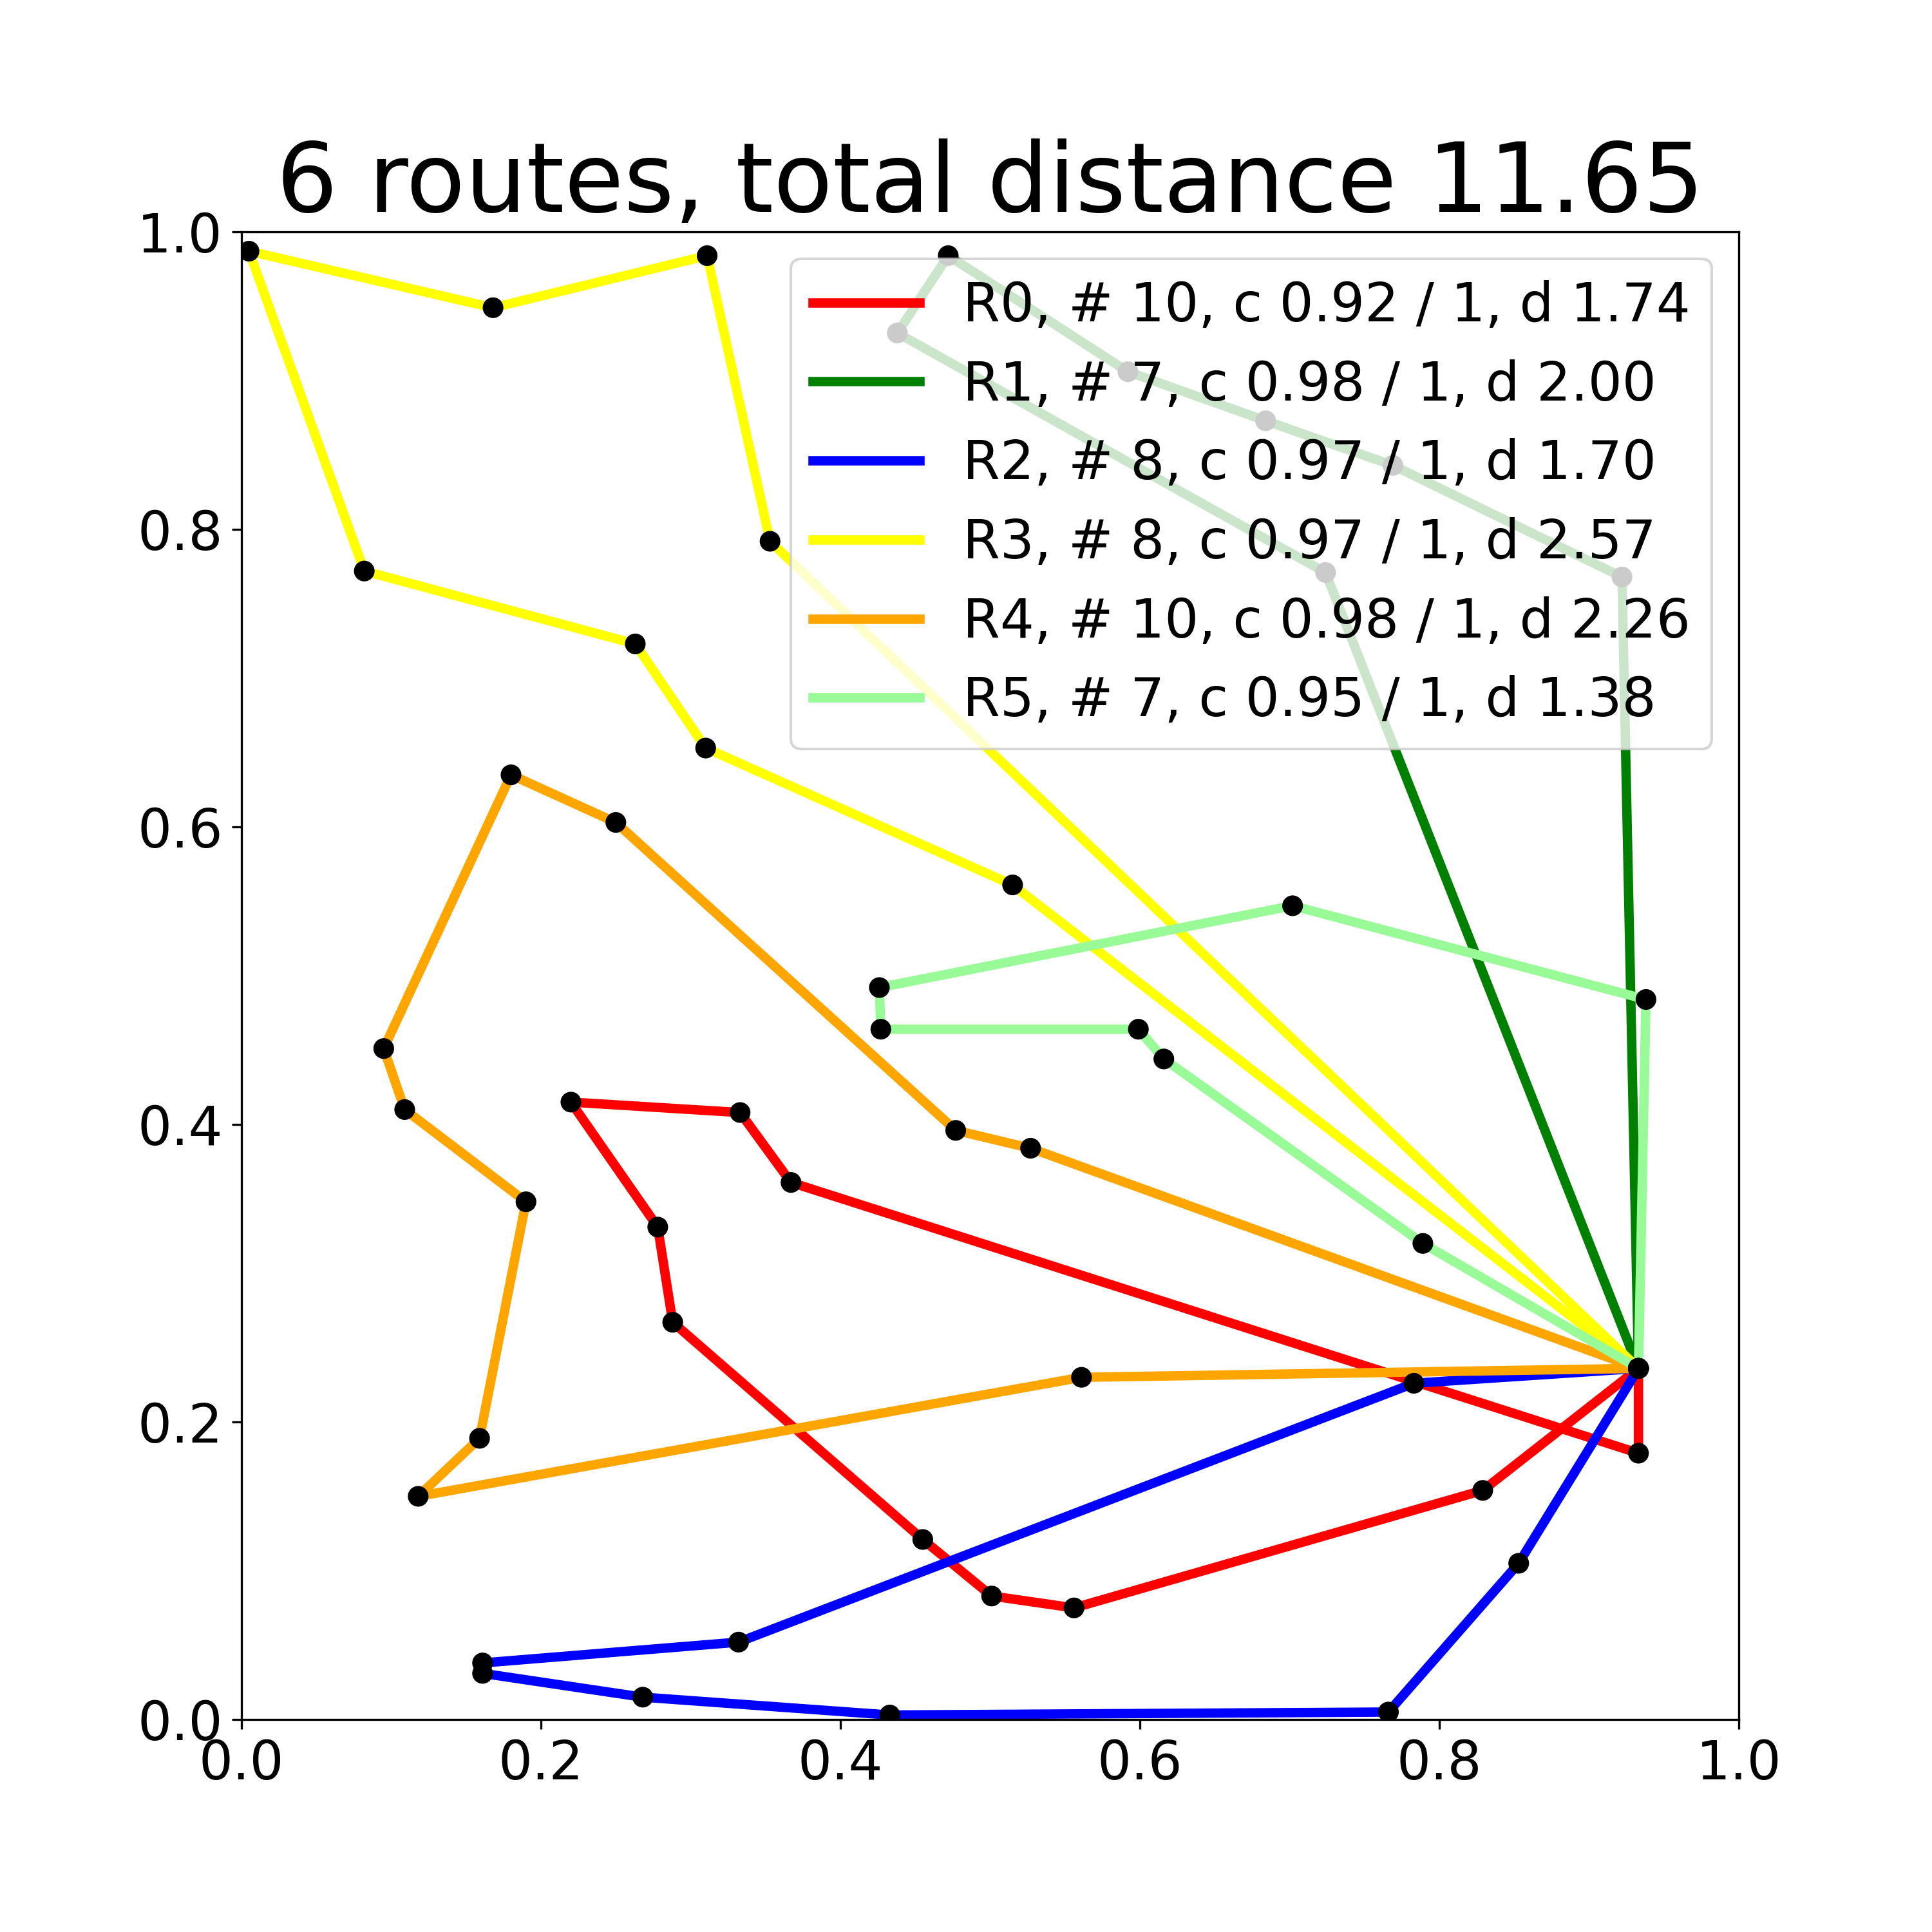 6 routes, total distance 11.65
1.0
0.8
0.6
0.4
0.2
0.0
R0, # 10, c 0.92 / 1, d 1.74
R1, # 7, c 0.98 / 1, d 2.00
R2, # 8, c 0.97 / 1, d 1.70
R3, # 8, c 0.97 / 1, d 2.57
R4, # 10, c 0.98 / 1, d 2.26
R5, # 7, c 0.95 / 1, d 1.38
0.0 0.2 0.4 0.6 0.8 1.0